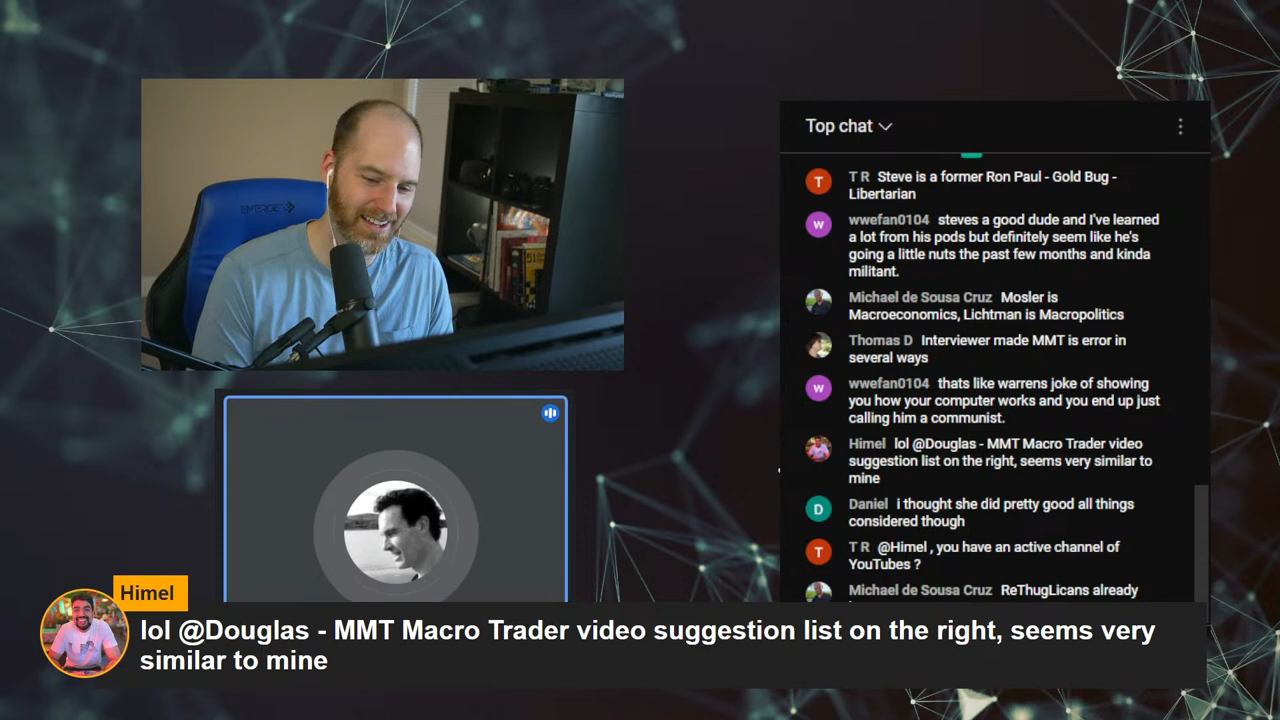 EMERGE
Top chat
T R Steve is a former Ron Paul - Gold Bug -
Libertarian
wwefan0104 steves a good dude and I've learned
a lot from his pods but definitely seem like he's
going a little nuts the past few months and kinda
militant.
Michael de Sousa Cruz Mosler is
Macroeconomics, Lichtman is Macropolitics
Thomas D Interviewer made MMT is error in
several ways
wwefan0104 thats like warrens joke of showing
you how your computer works and you end up just
calling him a communist.
Himel lol @Douglas - MMT Macro Trader video
suggestion list on the right, seems very similar to
mine
Daniel i thought she did pretty good all things
considered though
T R @Himel , you have an active channel of
YouTubes ?
Michael de Sousa Cruz ReThugLicans already
Himel
lol @Douglas - MMT Macro Trader video suggestion list on the right, seems very
similar to mine